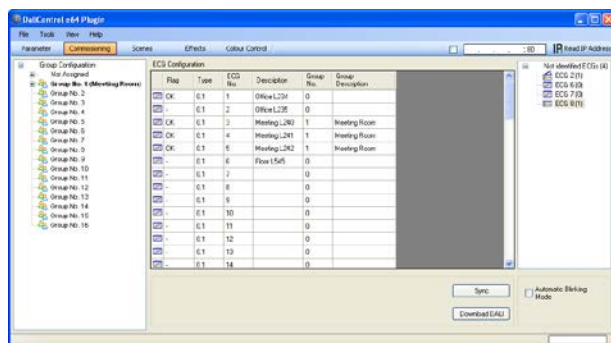 DaliControl e64 Plugin
File Tools View Help
Parameter Commissioning Scenes Effects Colour Control : 80 IP Read IP Address
Group Configuration
Not Assigned
Group No. 1 (Meeting Room)
Group No. 2
Group No. 3
Group No. 4
Group No. 5
Group No. 6
Group No. 7
Group No. 8
Group No. 9
Group No. 10
Group No. 11
Group No. 12
Group No. 13
Group No. 14
Group No. 15
Group No. 16
ECG Configuration
Flag Type ECG No. Description Group No. Group Description
OK 0.1 1 Office L234 0
- 0.1 2 Office L235 0
OK 0.1 3 Meeting L240 1 Meeting Room
OK 0.1 4 Meeting L241 1 Meeting Room
OK 0.1 5 Meeting L242 1 Meeting Room
- 0.1 6 Floor L545 0
- 0.1 7 0
- 0.1 8 0
- 0.1 9 0
- 0.1 10 0
- 0.1 11 0
- 0.1 12 0
- 0.1 13 0
- 0.1 14 0
Not identified ECGs (4)
ECG 2 (1)
ECG 6 (0)
ECG 7 (0)
ECG 8 (1)
Sync
Download EALI
Automatic Blinking
Mode